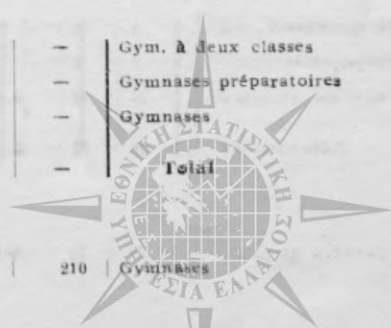 — | Gym. à deux classes
— | Gymnases préparatoires
— | Gymnases
— | Total
210 | Gymnases
ΕΘΝΙΚΗ ΣΤΑΤΙΣΤΙΚΗ ΥΠΗΡΕΣΙΑ ΕΛΛΑΔΟΣ